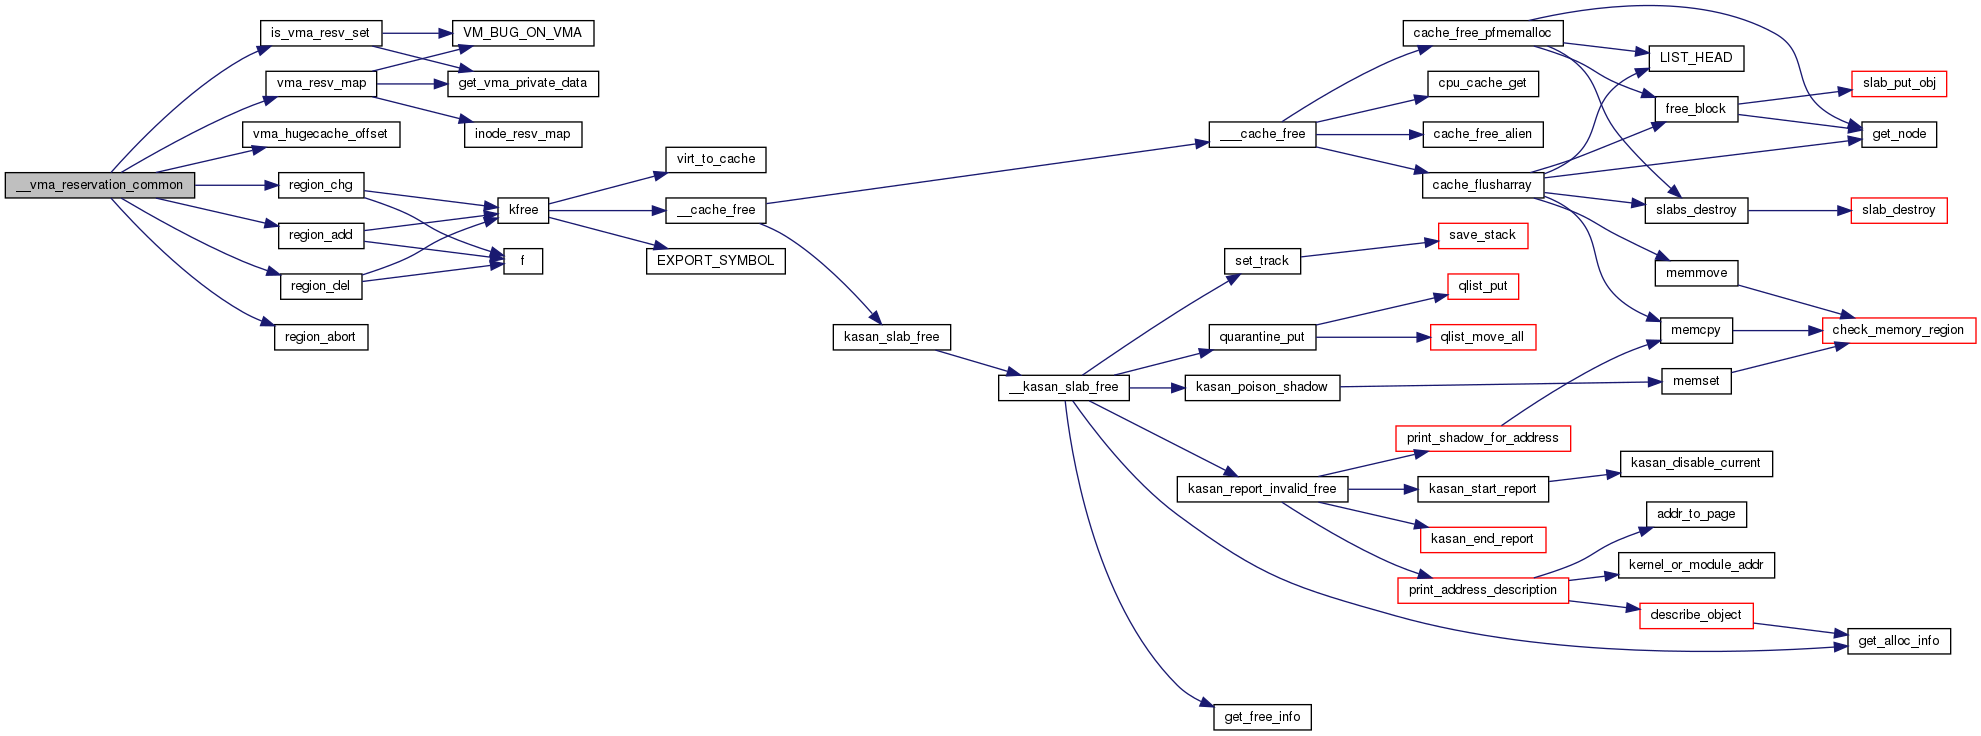 __vma_reservation_common
is_vma_resv_set
vma_resv_map
vma_hugecache_offset
region_chg
region_add
region_del
region_abort
VM_BUG_ON_VMA
get_vma_private_data
inode_resv_map
kfree
f
virt_to_cache
__cache_free
EXPORT_SYMBOL
kasan_slab_free
___cache_free
__kasan_slab_free
set_track
quarantine_put
kasan_poison_shadow
kasan_report_invalid_free
get_free_info
cache_free_pfmemalloc
cpu_cache_get
cache_free_alien
cache_flusharray
save_stack
qlist_put
qlist_move_all
print_shadow_for_address
kasan_start_report
kasan_end_report
print_address_description
LIST_HEAD
free_block
slabs_destroy
memmove
memcpy
memset
kasan_disable_current
addr_to_page
kernel_or_module_addr
describe_object
slab_put_obj
get_node
slab_destroy
check_memory_region
get_alloc_info